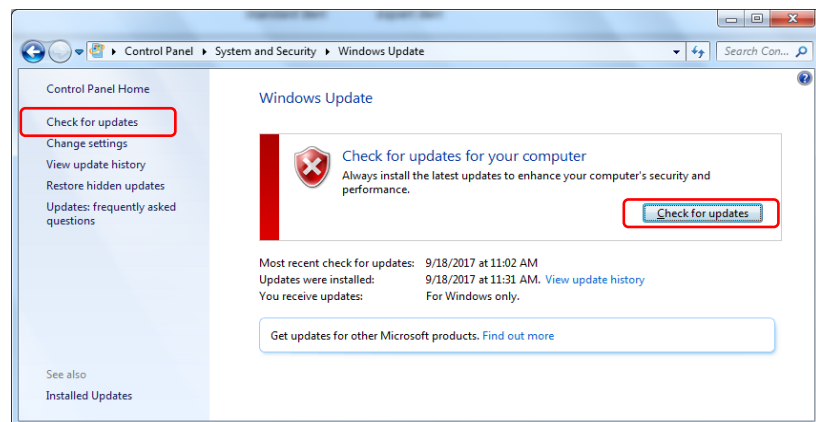 Control Panel ▸ System and Security ▸ Windows Update
Search Con...
Control Panel Home
Check for updates
Change settings
View update history
Restore hidden updates
Updates: frequently asked
questions
See also
Installed Updates
Windows Update
Check for updates for your computer
Always install the latest updates to enhance your computer's security and
performance.
Check for updates
Most recent check for updates: 9/18/2017 at 11:02 AM
Updates were installed: 9/18/2017 at 11:31 AM. View update history
You receive updates: For Windows only.
Get updates for other Microsoft products. Find out more